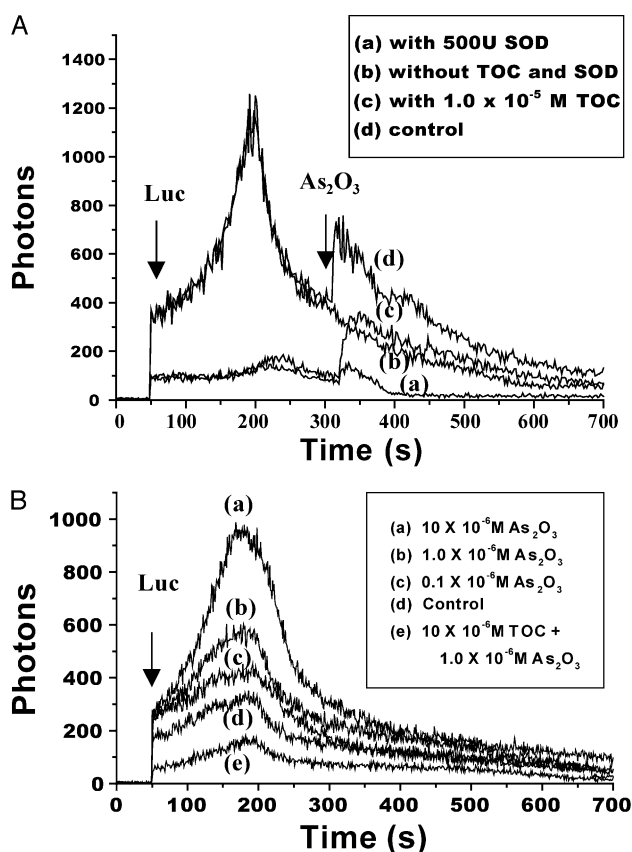 A
(a) with 500U SOD
(b) without TOC and SOD
(c) with 1.0 x 10⁻⁵ M TOC
(d) control
1400
1200
1000
800
600
400
200
0
Photons
Luc
As₂O₃
(d)
(c)
(b)
(a)
0 100 200 300 400 500 600 700
Time (s)
B
(a) 10 X 10⁻⁶M As₂O₃
(b) 1.0 X 10⁻⁶M As₂O₃
(c) 0.1 X 10⁻⁶M As₂O₃
(d) Control
(e) 10 X 10⁻⁶M TOC +
1.0 X 10⁻⁶M As₂O₃
1000
800
600
400
200
0
Photons
Luc
(a)
(b)
(c)
(d)
(e)
0 100 200 300 400 500 600 700
Time (s)